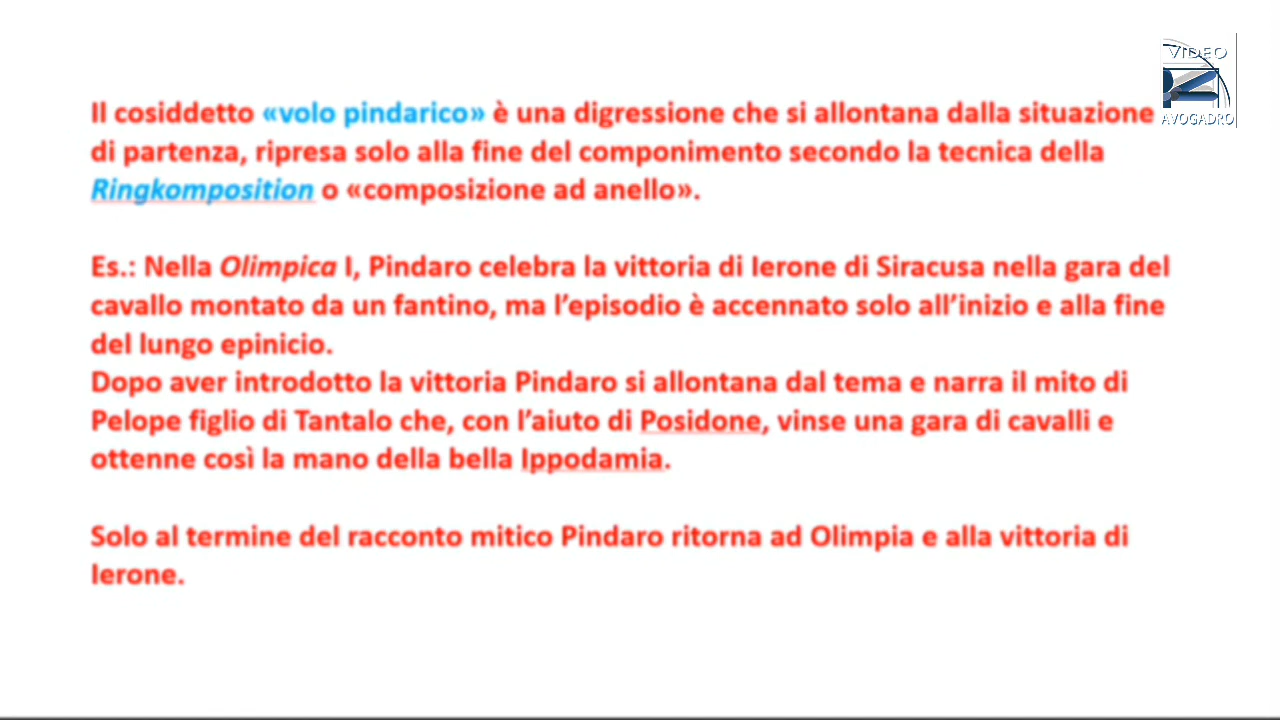 VIDEO
AVOGADRO
Il cosiddetto «volo pindarico» è una digressione che si allontana dalla situazione
di partenza, ripresa solo alla fine del componimento secondo la tecnica della
Ringkomposition o «composizione ad anello».
Es.: Nella Olimpica I, Pindaro celebra la vittoria di Ierone di Siracusa nella gara del
cavallo montato da un fantino, ma l’episodio è accennato solo all’inizio e alla fine
del lungo epinicio.
Dopo aver introdotto la vittoria Pindaro si allontana dal tema e narra il mito di
Pelope figlio di Tantalo che, con l’aiuto di Posidone, vinse una gara di cavalli e
ottenne così la mano della bella Ippodamia.
Solo al termine del racconto mitico Pindaro ritorna ad Olimpia e alla vittoria di
Ierone.